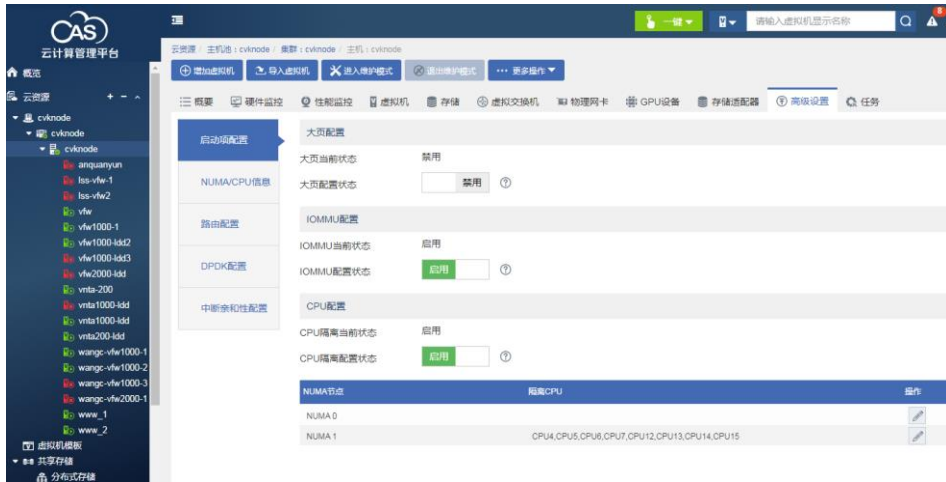 CAS
云计算管理平台
一键
请输入虚拟机显示名称
8
云资源 / 主机池：cvknode / 集群：cvknode / 主机：cvknode
增加虚拟机
导入虚拟机
进入维护模式
退出维护模式
更多操作
概要
硬件监控
性能监控
虚拟机
存储
虚拟交换机
物理网卡
GPU设备
存储适配器
高级设置
任务
概览
云资源
cvknode
cvknode
cvknode
anquanyun
lss-vfw-1
lss-vfw2
vfw
vfw1000-1
vfw1000-ldd2
vfw1000-ldd3
vfw2000-ldd
vnta-200
vnta1000-ldd
vnta1000-ldd
vnta200-ldd
wangc-vfw1000-1
wangc-vfw1000-2
wangc-vfw1000-3
wangc-vfw2000-1
www_1
www_2
虚拟机模板
共享存储
分布式存储
启动项配置
NUMA/CPU信息
路由配置
DPDK配置
中断亲和性配置
大页配置
大页当前状态 禁用
大页配置状态 禁用
IOMMU配置
IOMMU当前状态 启用
IOMMU配置状态 启用
CPU配置
CPU隔离当前状态 启用
CPU隔离配置状态 启用
NUMA节点 隔离CPU 操作
NUMA 0
NUMA 1 CPU4,CPU5,CPU6,CPU7,CPU12,CPU13,CPU14,CPU15